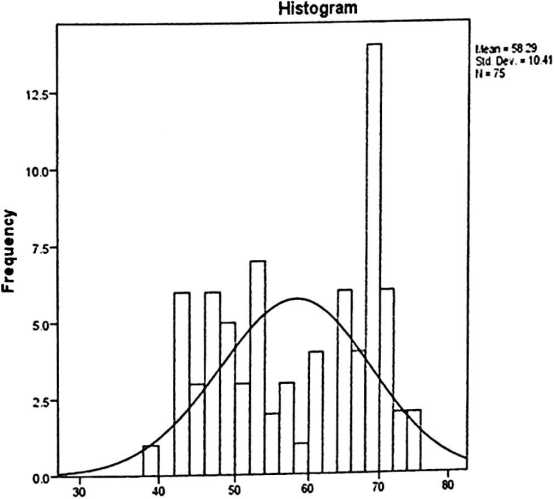 Histogram
Mean = 58.29
Std. Dev. = 10.41
N = 75
12.5
10.0
7.5
5.0
2.5
0.0
Frequency
30 40 50 60 70 80